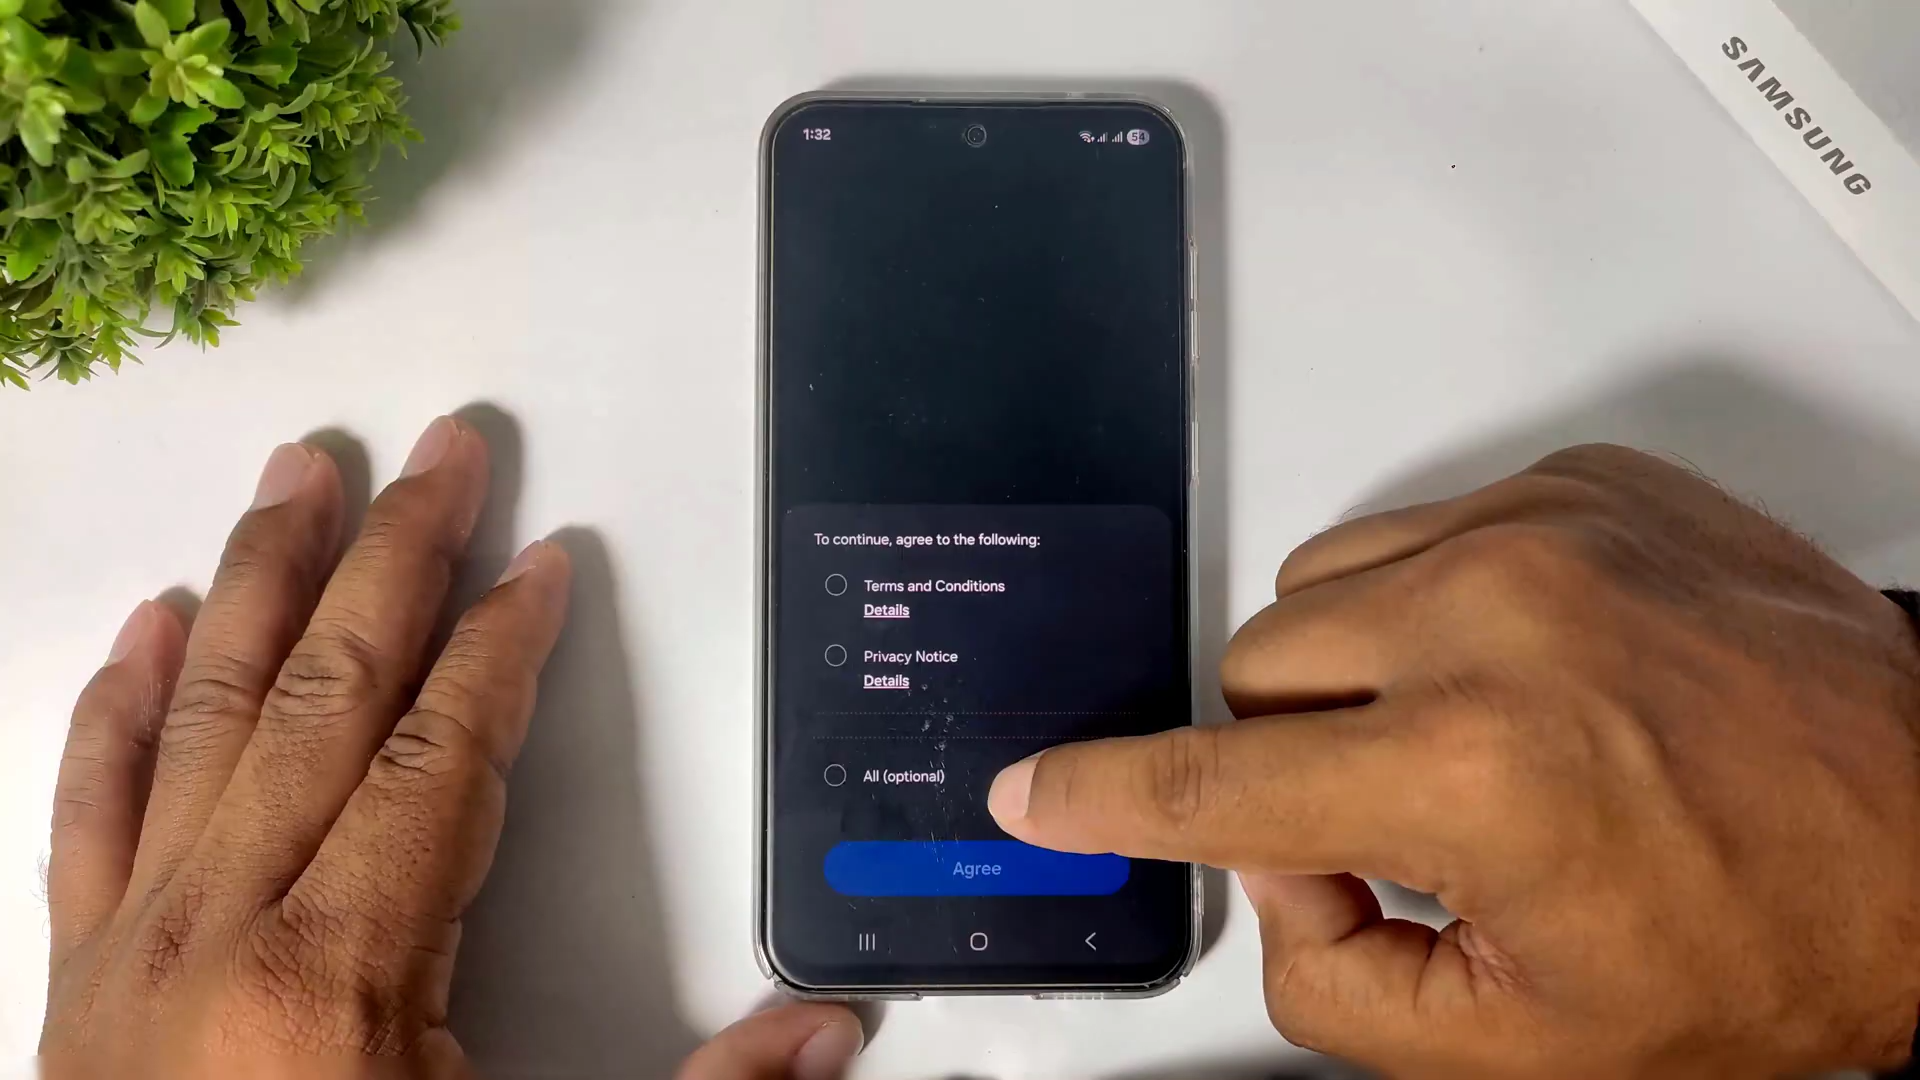 SAMSUNG
1:32
54
To continue, agree to the following:
Terms and Conditions
Details
Privacy Notice
Details
All (optional)
Agree